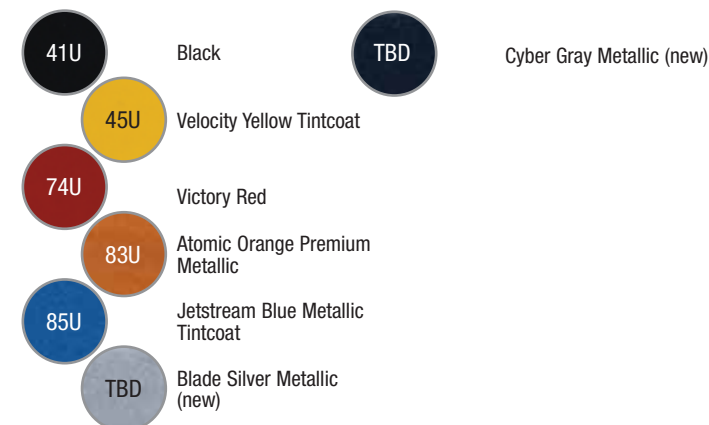 41U
Black
TBD
Cyber Gray Metallic (new)
45U
Velocity Yellow Tintcoat
74U
Victory Red
83U
Atomic Orange Premium
Metallic
85U
Jetstream Blue Metallic
Tintcoat
TBD
Blade Silver Metallic
(new)